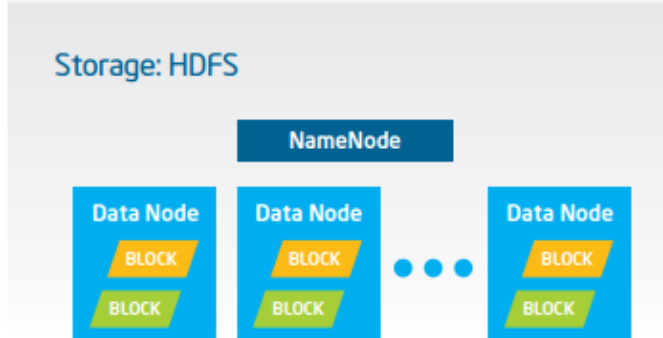 Storage: HDFS
NameNode
Data Node Data Node Data Node
BLOCK BLOCK BLOCK
BLOCK BLOCK BLOCK